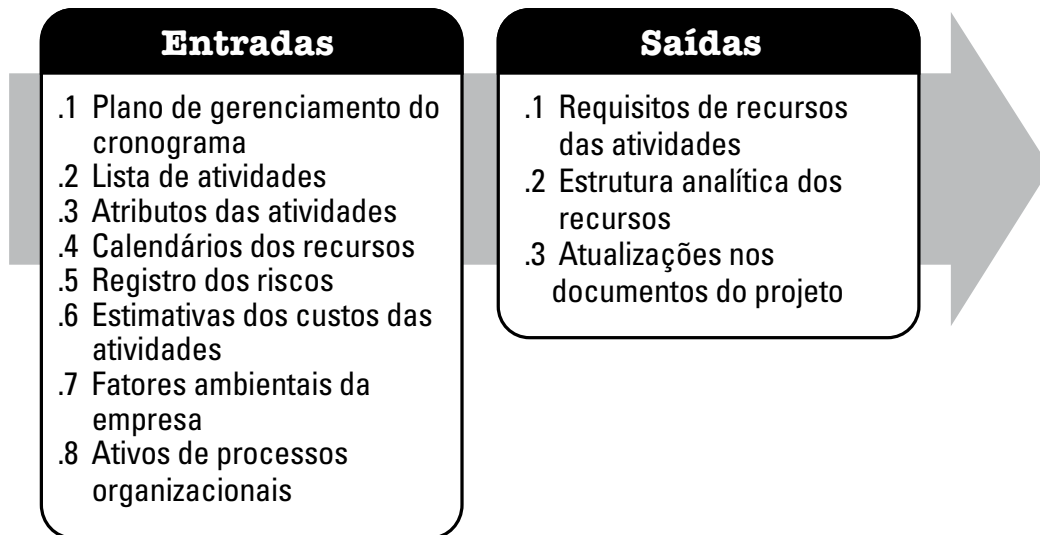 Entradas
.1 Plano de gerenciamento do
cronograma
.2 Lista de atividades
.3 Atributos das atividades
.4 Calendários dos recursos
.5 Registro dos riscos
.6 Estimativas dos custos das
atividades
.7 Fatores ambientais da
empresa
.8 Ativos de processos
organizacionais
Saídas
.1 Requisitos de recursos
das atividades
.2 Estrutura analítica dos
recursos
.3 Atualizações nos
documentos do projeto